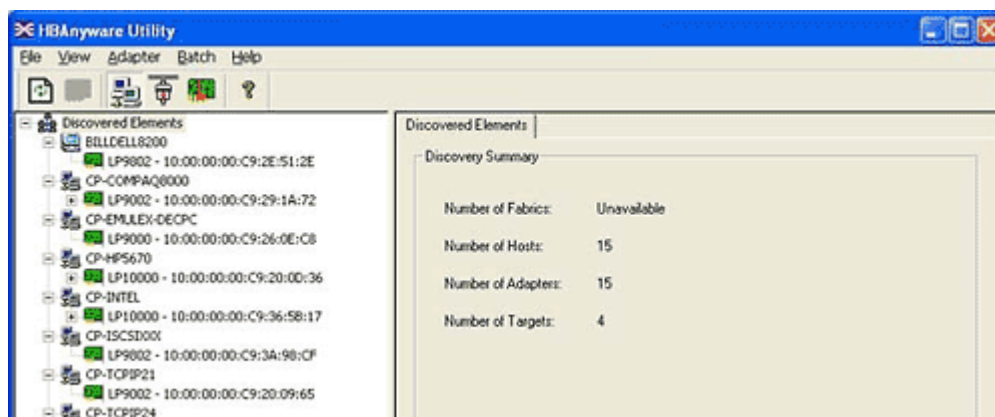 HBAnyware Utility
File View Adapter Batch Help
Discovered Elements
BILLDELL8200
LP9802 - 10:00:00:00:C9:2E:51:2E
CP-COMPAQ8000
LP9002 - 10:00:00:00:C9:29:1A:72
CP-EMULEX-DECPC
LP9000 - 10:00:00:00:C9:26:0E:C8
CP-HP5670
LP10000 - 10:00:00:00:C9:20:0D:36
CP-INTEL
LP10000 - 10:00:00:00:C9:36:5B:17
CP-ISCSIXXX
LP9802 - 10:00:00:00:C9:3A:98:CF
CP-TCPIP21
LP9002 - 10:00:00:00:C9:20:09:65
CP-TCPIP24
Discovered Elements
Discovery Summary
Number of Fabrics: Unavailable
Number of Hosts: 15
Number of Adapters: 15
Number of Targets: 4